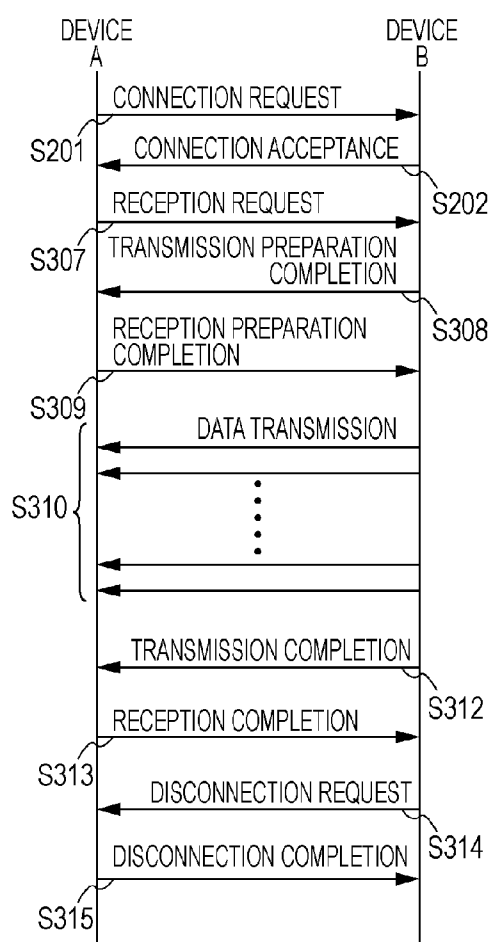 DEVICE
A
DEVICE
B
CONNECTION REQUEST
S201
CONNECTION ACCEPTANCE
S202
RECEPTION REQUEST
S307
TRANSMISSION PREPARATION
COMPLETION
S308
RECEPTION PREPARATION
COMPLETION
S309
DATA TRANSMISSION
S310
TRANSMISSION COMPLETION
S312
RECEPTION COMPLETION
S313
DISCONNECTION REQUEST
S314
DISCONNECTION COMPLETION
S315